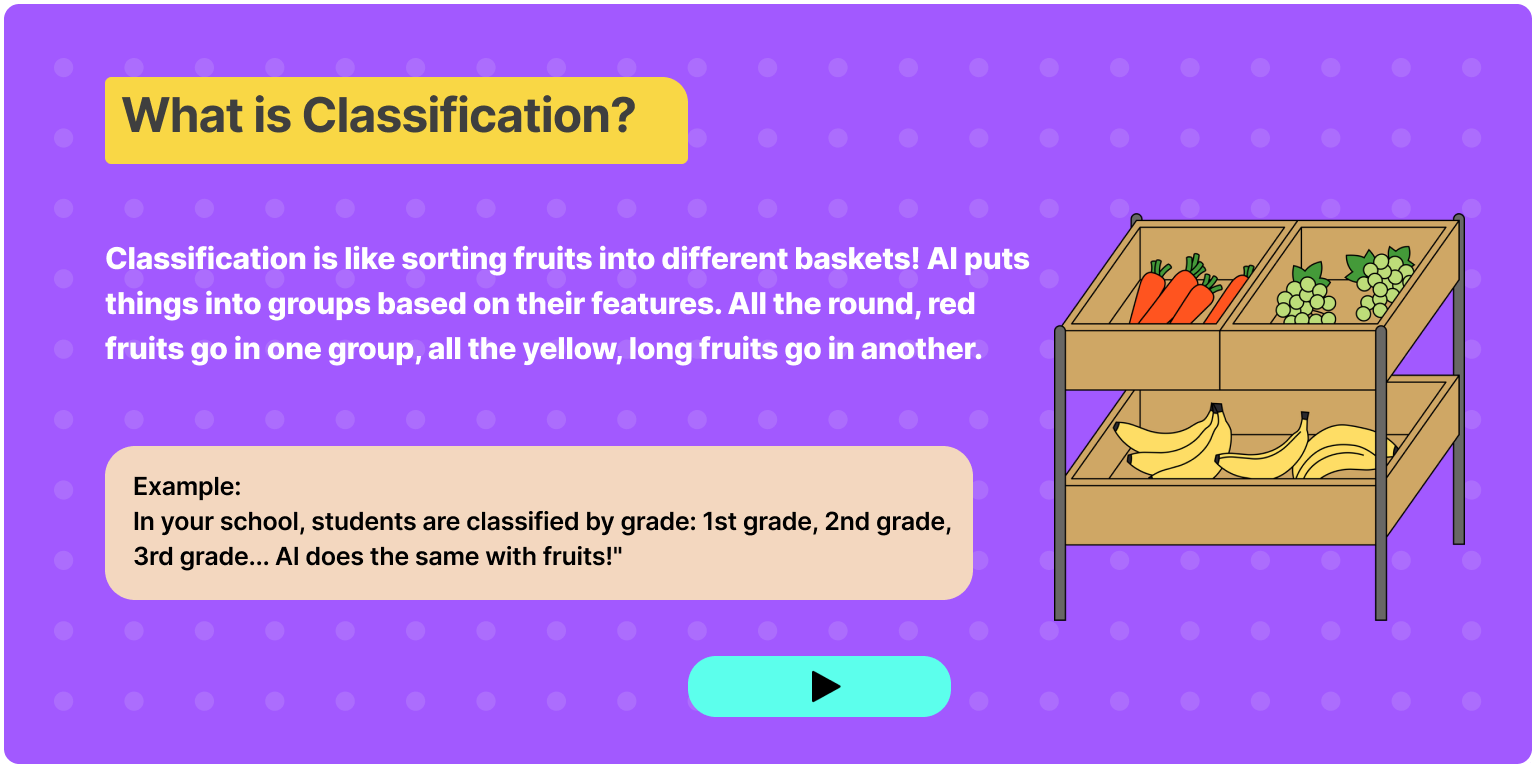 What is Classification?
Classification is like sorting fruits into different baskets! AI puts
things into groups based on their features. All the round, red
fruits go in one group, all the yellow, long fruits go in another.
Example:
In your school, students are classified by grade: 1st grade, 2nd grade,
3rd grade... AI does the same with fruits!"